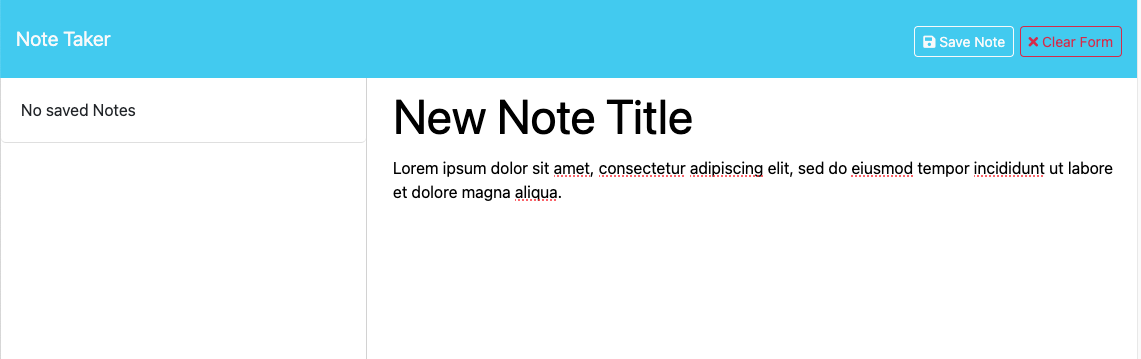 Note Taker
Save Note
Clear Form
No saved Notes
New Note Title
Lorem ipsum dolor sit amet, consectetur adipiscing elit, sed do eiusmod tempor incididunt ut labore
et dolore magna aliqua.